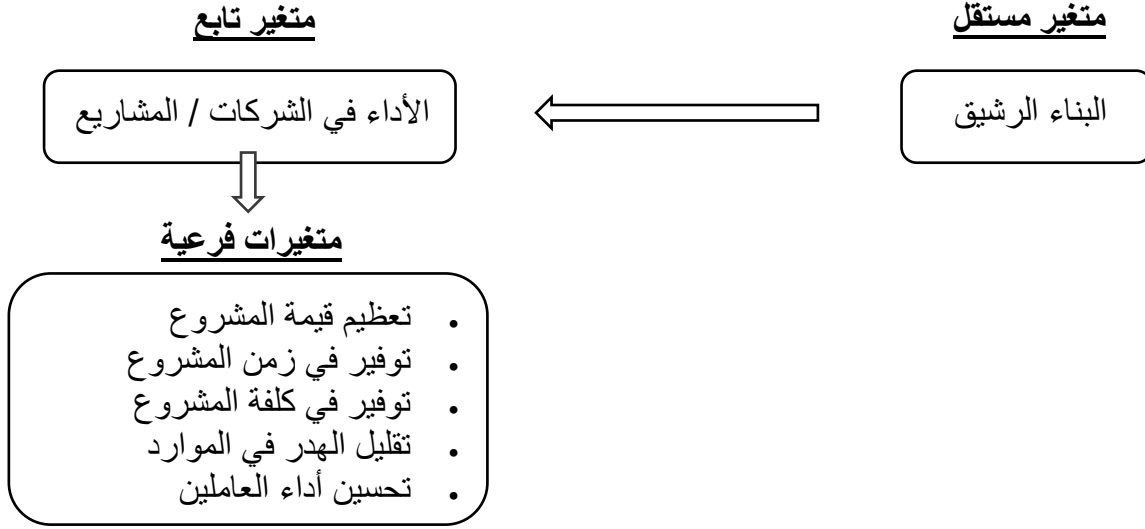 متغير مستقل
متغير تابع
البناء الرشيق
الأداء في الشركات / المشاريع
متغيرات فرعية
• تعظيم قيمة المشروع
• توفير في زمن المشروع
• توفير في كلفة المشروع
• تقليل الهدر في الموارد
• تحسين أداء العاملين